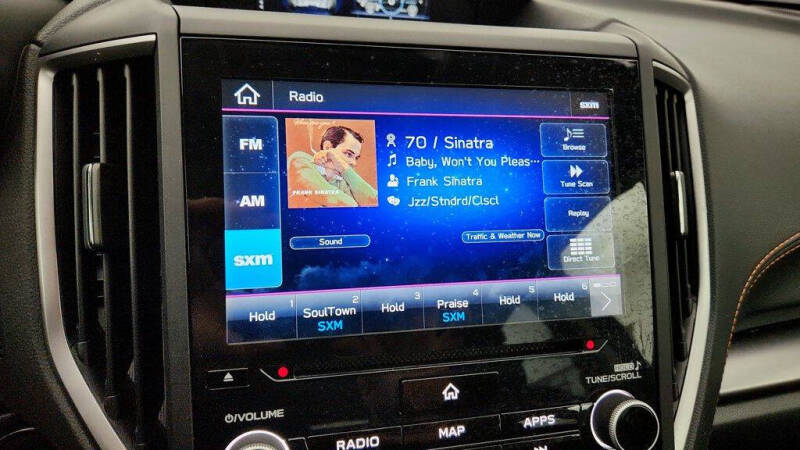 Radio
sxm
FM
AM
sxm
FRANK SINATRA
70 / Sinatra
Baby, Won't You Pleas...
Frank Sinatra
Jzz/Stndrd/Clscl
Browse
Tune Scan
Replay
Direct Tune
Sound
Traffic & Weather Now
1
Hold
2
SoulTown
SXM
3
Hold
4
Praise
SXM
5
Hold
6
Hold
TUNE/SCROLL
VOLUME
RADIO
MAP
APPS